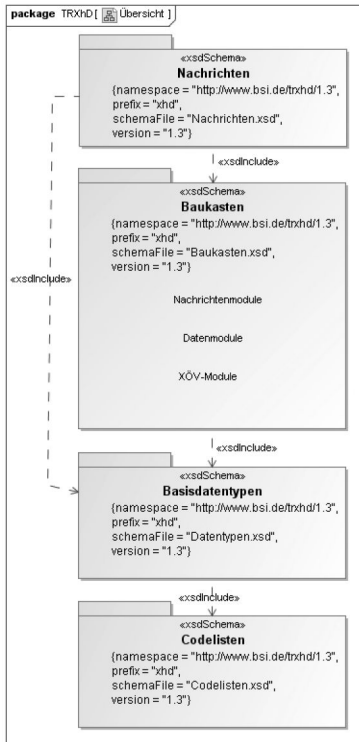 package TRXhD [ Übersicht ]
«xsdSchema»
Nachrichten
{namespace = "http://www.bsi.de/trxhd/1.3",
prefix = "xhd",
schemaFile = "Nachrichten.xsd",
version = "1.3"}
«xsdInclude»
«xsdSchema»
Baukasten
{namespace = "http://www.bsi.de/trxhd/1.3",
prefix = "xhd",
schemaFile = "Baukasten.xsd",
version = "1.3"}
«xsdInclude»
Nachrichtenmodule
Datenmodule
XÖV-Module
«xsdInclude»
«xsdSchema»
Basisdatentypen
{namespace = "http://www.bsi.de/trxhd/1.3",
prefix = "xhd",
schemaFile = "Datentypen.xsd",
version = "1.3"}
«xsdInclude»
«xsdSchema»
Codelisten
{namespace = "http://www.bsi.de/trxhd/1.3",
prefix = "xhd",
schemaFile = "Codelisten.xsd",
version = "1.3"}